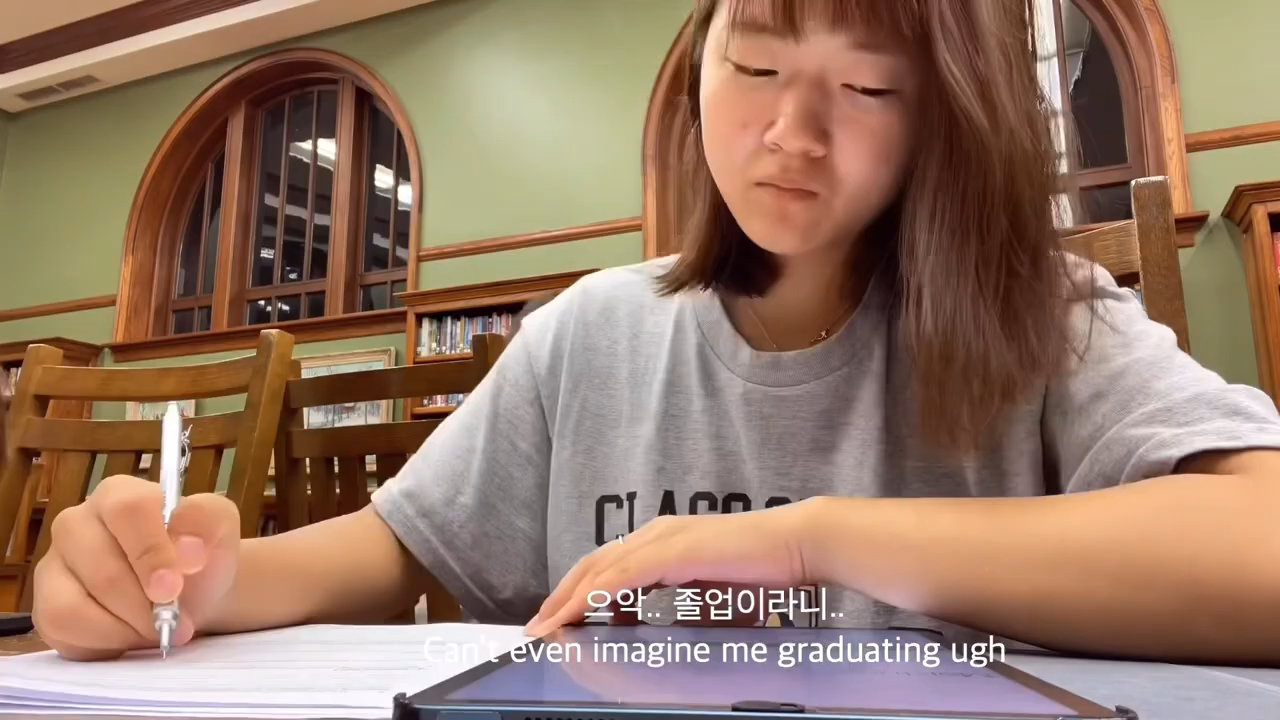 으악.. 졸업이라니..
Can't even imagine me graduating ugh